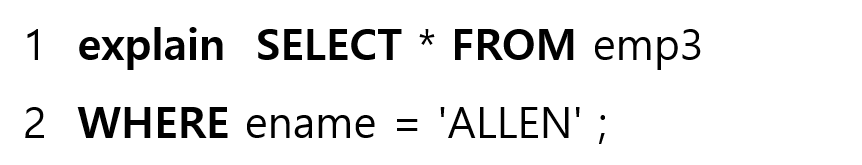 1 explain SELECT * FROM emp3
2 WHERE ename = 'ALLEN' ;